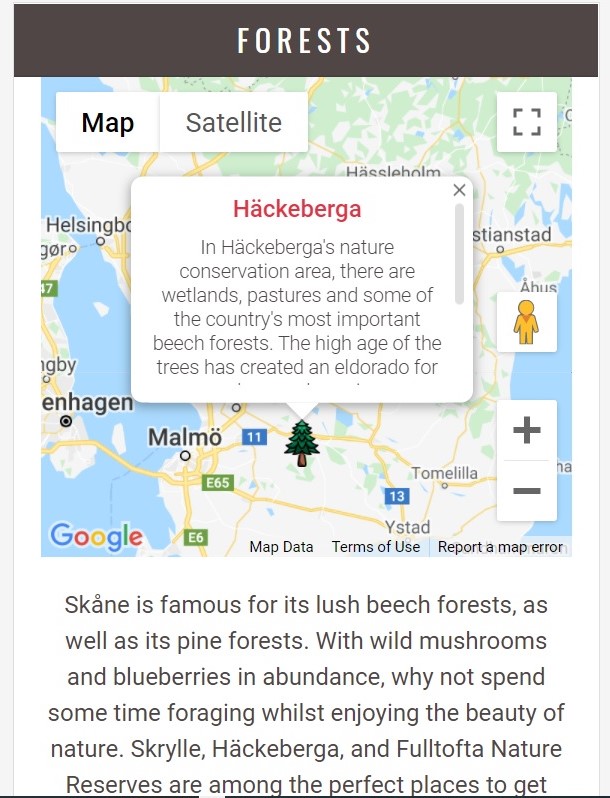 FORESTS
Map
Satellite
Hässleholm
Häckeberga
In Häckeberga's nature
conservation area, there are
wetlands, pastures and some of
the country's most important
beech forests. The high age of the
trees has created an eldorado for
Helsingbo
gør
stianstad
47
Åhus
ngby
enhagen
Malmö
11
E65
Tomelilla
13
ha
Ystad
E6
Google
Map Data
Terms of Use
Report a map error
Skåne is famous for its lush beech forests, as
well as its pine forests. With wild mushrooms
and blueberries in abundance, why not spend
some time foraging whilst enjoying the beauty of
nature. Skrylle, Häckeberga, and Fulltofta Nature
Reserves are among the perfect places to get